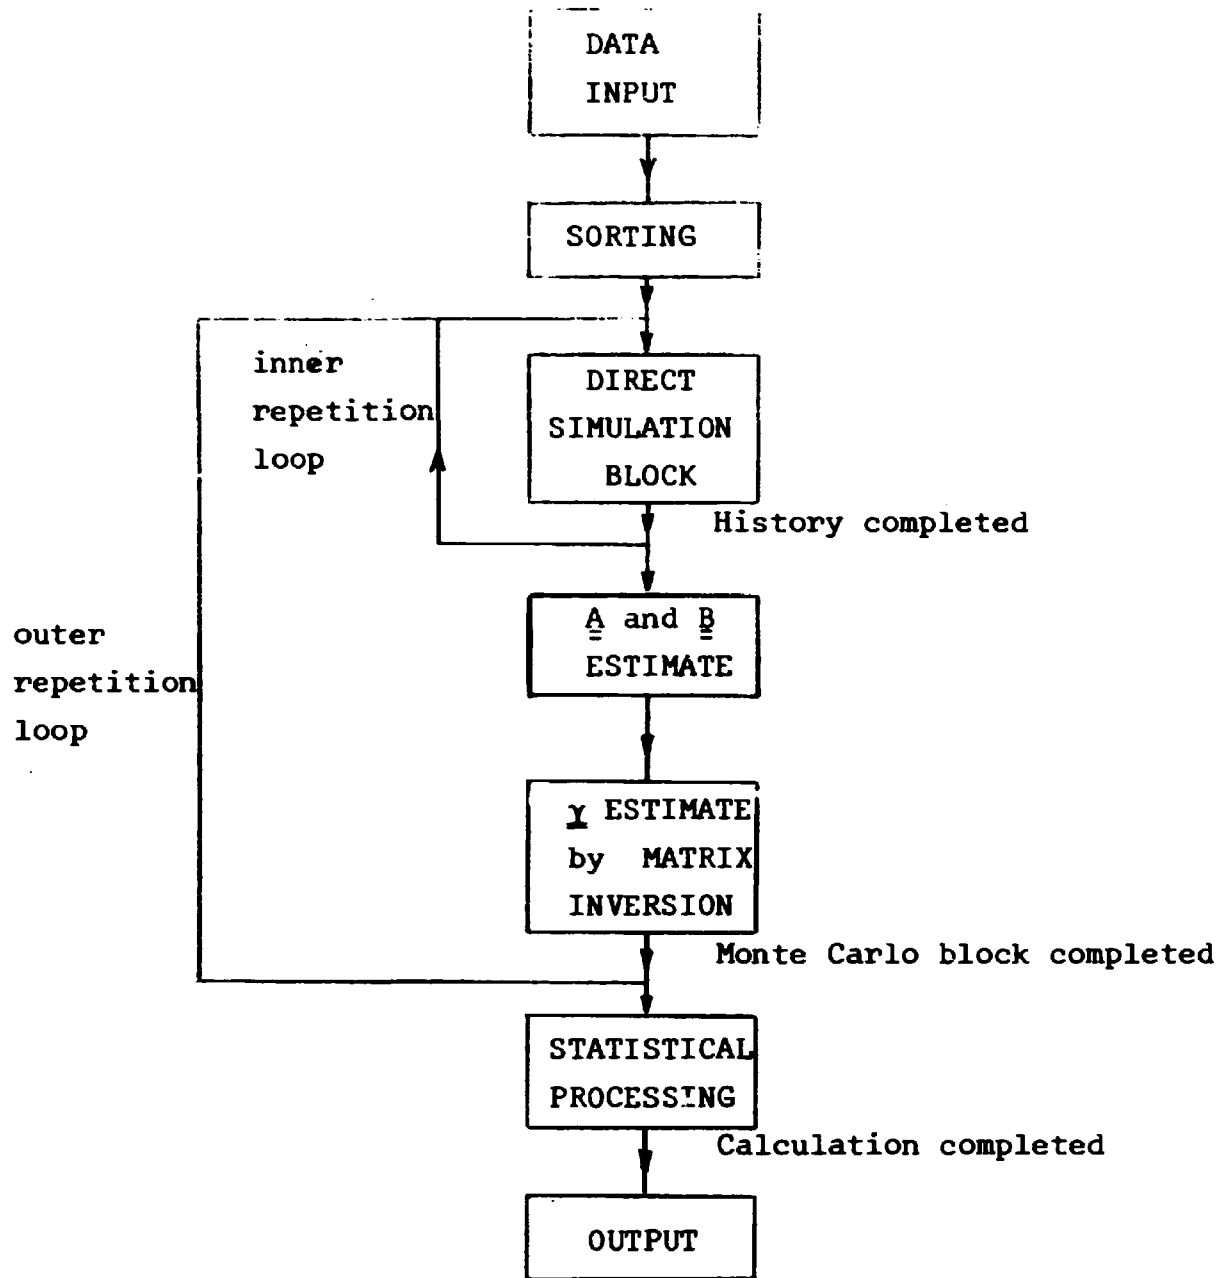 DATA
INPUT
SORTING
inner
repetition
loop
DIRECT
SIMULATION
BLOCK
History completed
outer
repetition
loop
A and B
ESTIMATE
γ ESTIMATE
by MATRIX
INVERSION
Monte Carlo block completed
STATISTICAL
PROCESSING
Calculation completed
OUTPUT